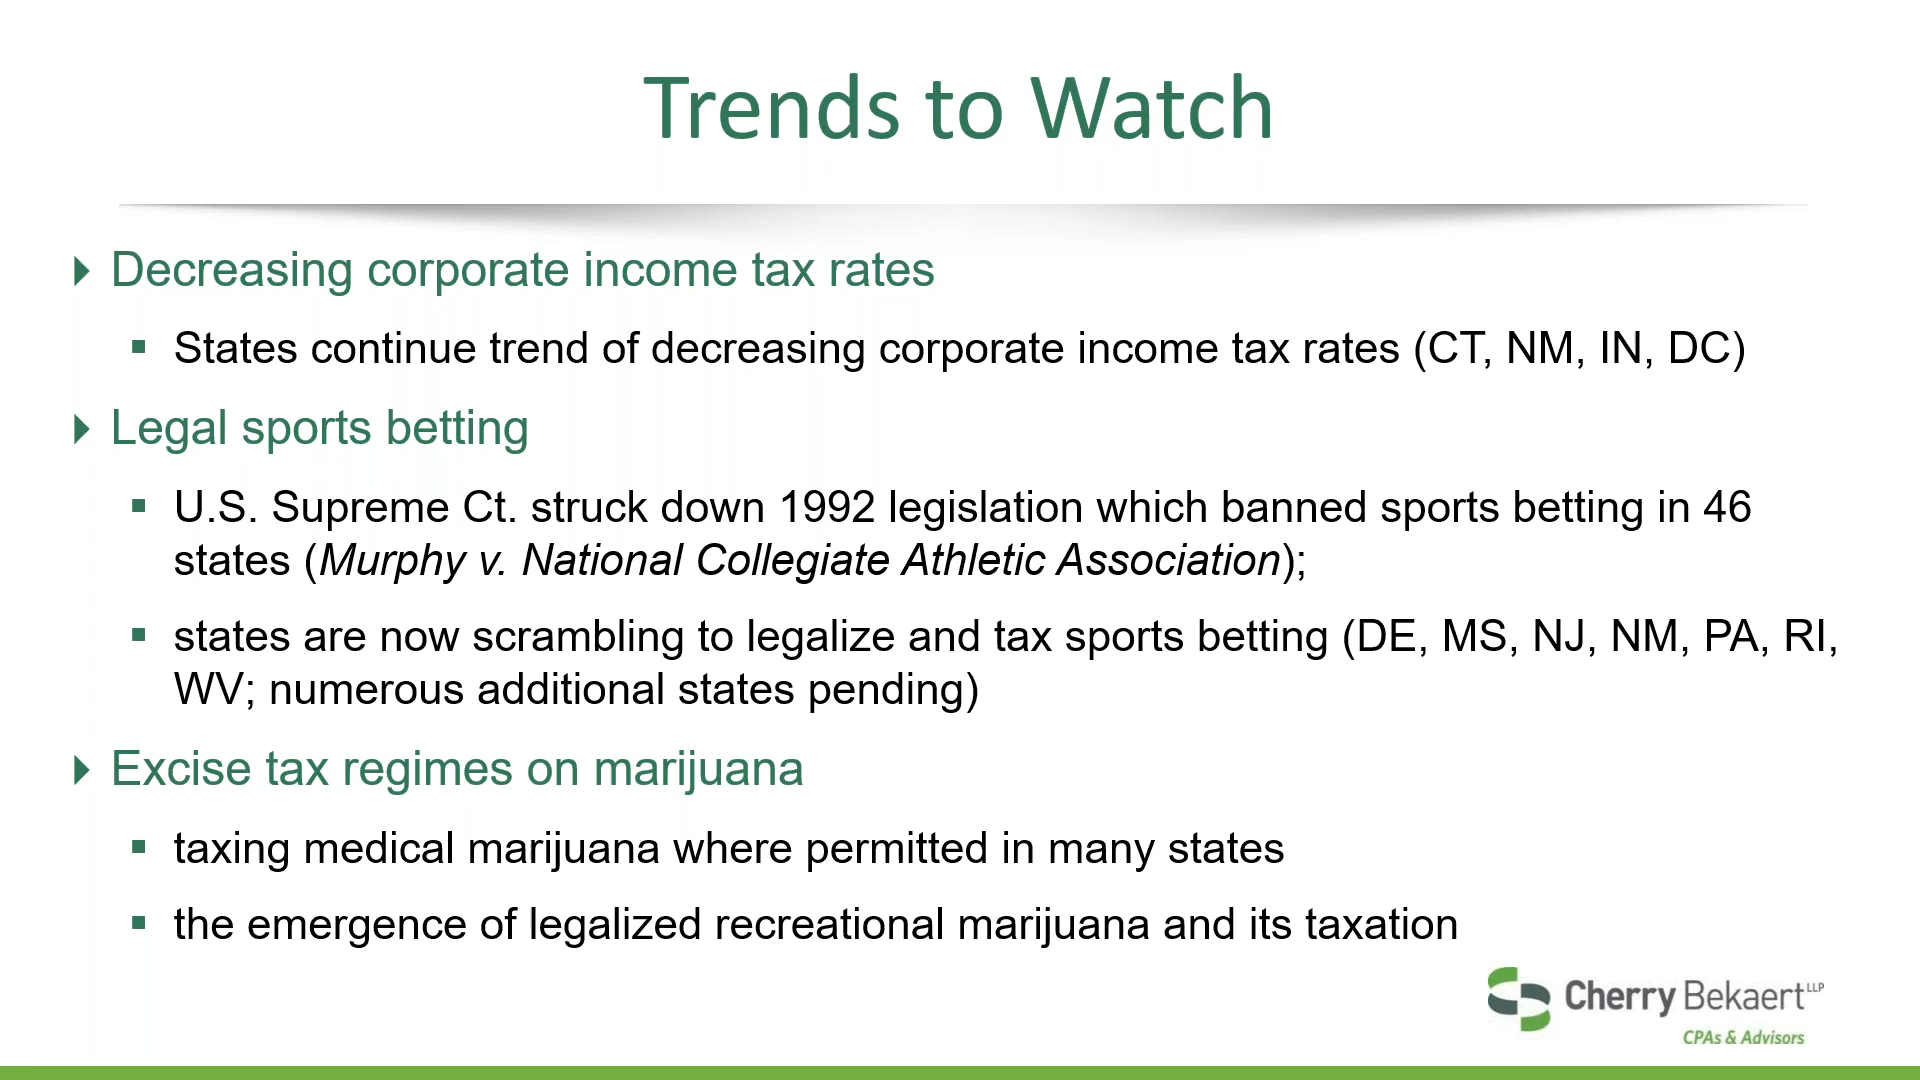 Trends to Watch
Decreasing corporate income tax rates
States continue trend of decreasing corporate income tax rates (CT, NM, IN, DC)
Legal sports betting
U.S. Supreme Ct. struck down 1992 legislation which banned sports betting in 46
states (Murphy v. National Collegiate Athletic Association);
states are now scrambling to legalize and tax sports betting (DE, MS, NJ, NM, PA, RI,
WV; numerous additional states pending)
Excise tax regimes on marijuana
taxing medical marijuana where permitted in many states
the emergence of legalized recreational marijuana and its taxation
Cherry Bekaert LLP
CPAs & Advisors